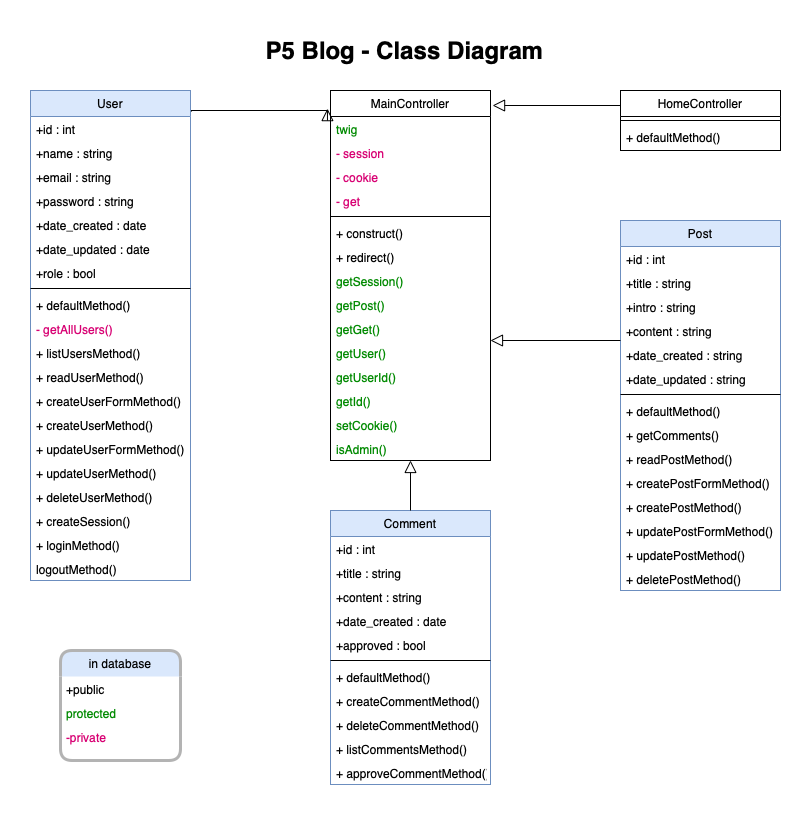 P5 Blog - Class Diagram
User
+id : int
+name : string
+email : string
+password : string
+date_created : date
+date_updated : date
+role : bool
+ defaultMethod()
- getAllUsers()
+ listUsersMethod()
+ readUserMethod()
+ createUserFormMethod()
+ createUserMethod()
+ updateUserFormMethod()
+ updateUserMethod()
+ deleteUserMethod()
+ createSession()
+ loginMethod()
logoutMethod()
MainController
twig
- session
- cookie
- get
+ construct()
+ redirect()
getSession()
getPost()
getGet()
getUser()
getUserId()
getId()
setCookie()
isAdmin()
HomeController
+ defaultMethod()
Post
+id : int
+title : string
+intro : string
+content : string
+date_created : string
+date_updated : string
+ defaultMethod()
+ getComments()
+ readPostMethod()
+ createPostFormMethod()
+ createPostMethod()
+ updatePostFormMethod()
+ updatePostMethod()
+ deletePostMethod()
Comment
+id : int
+title : string
+content : string
+date_created : date
+approved : bool
+ defaultMethod()
+ createCommentMethod()
+ deleteCommentMethod()
+ listCommentsMethod()
+ approveCommentMethod(
in database
+public
protected
-private